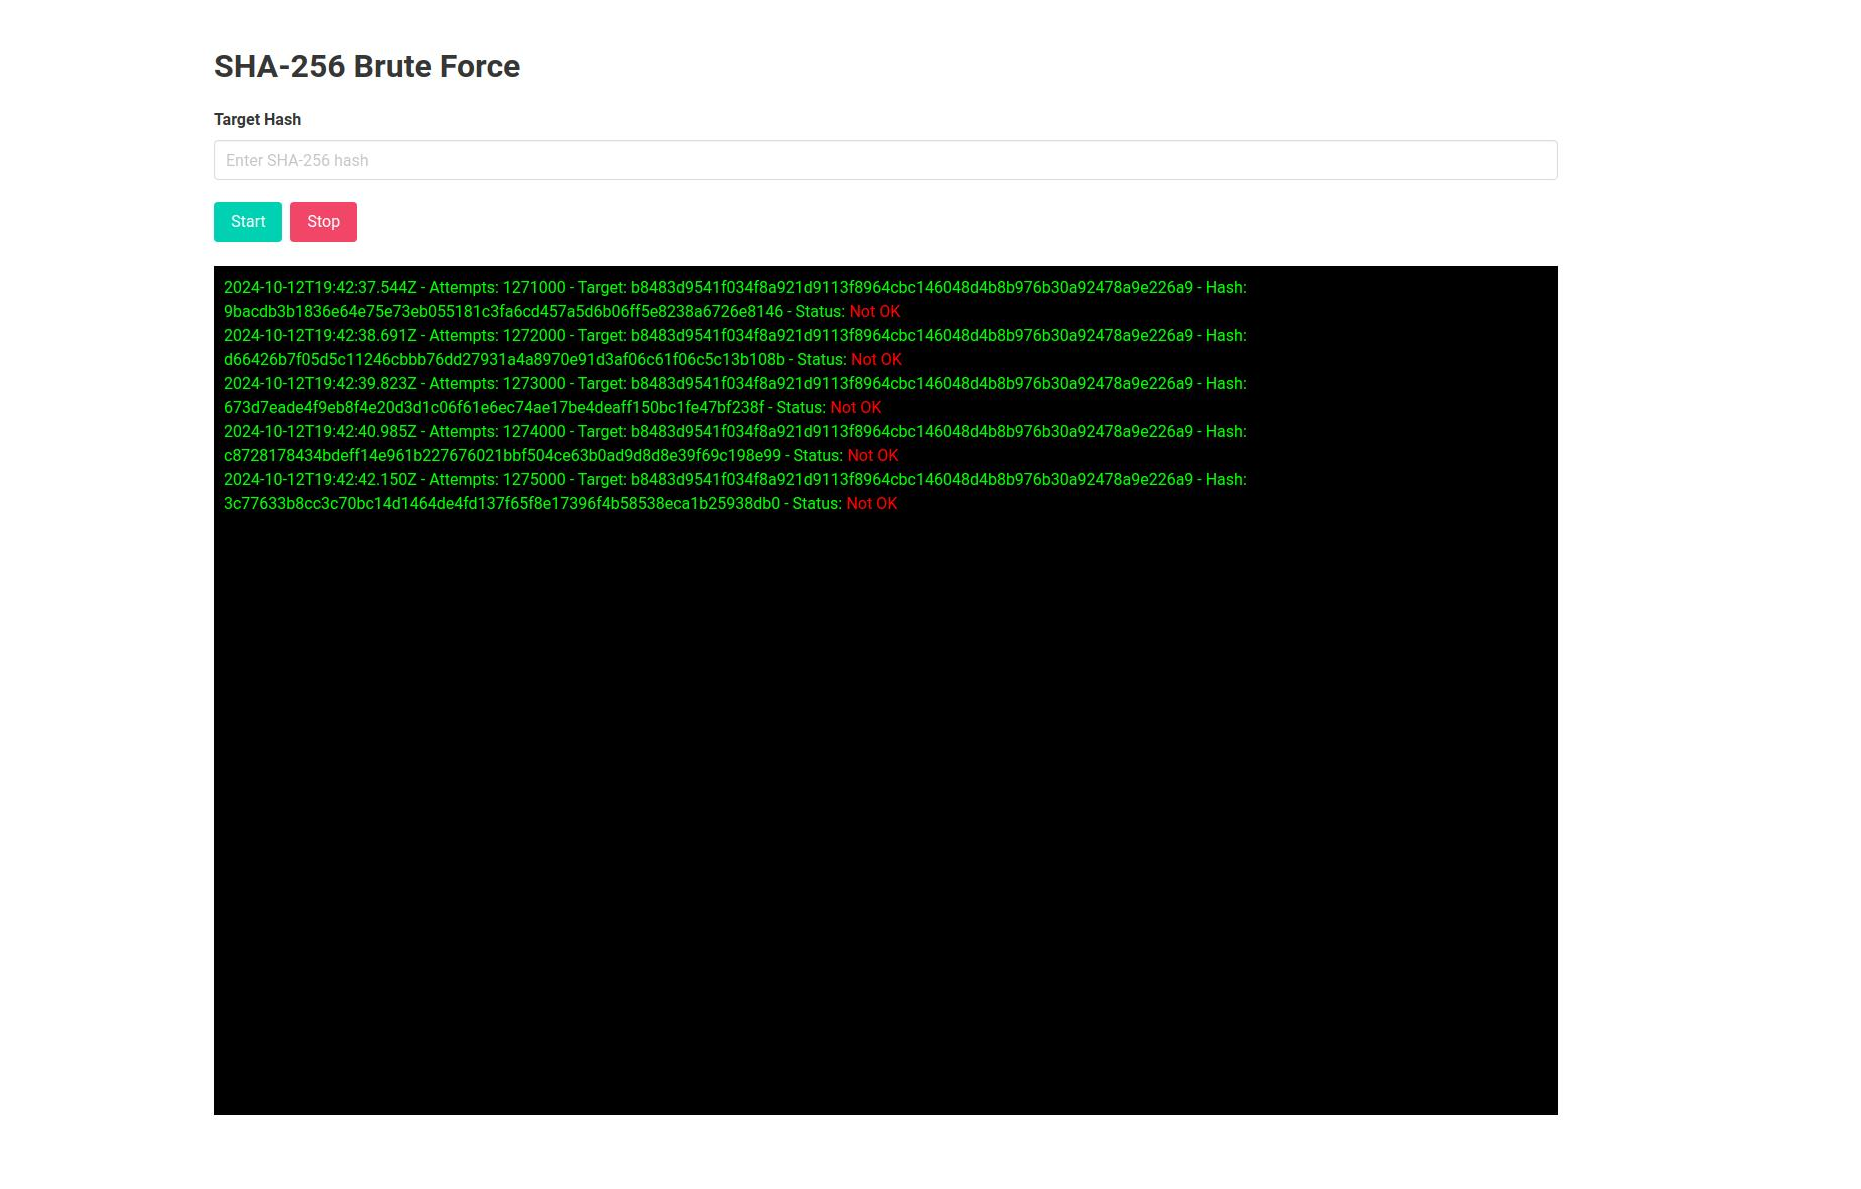 SHA-256 Brute Force
Target Hash
Enter SHA-256 hash
Start Stop
2024-10-12T19:42:37.544Z - Attempts: 1271000 - Target: b8483d9541f034f8a921d9113f8964cbc146048d4b8b976b30a92478a9e226a9 - Hash:
9bacdb3b1836e64e75e73eb055181c3fa6cd457a5d6b06ff5e8238a6726e8146 - Status: Not OK
2024-10-12T19:42:38.691Z - Attempts: 1272000 - Target: b8483d9541f034f8a921d9113f8964cbc146048d4b8b976b30a92478a9e226a9 - Hash:
d66426b7f05d5c11246cbbb76dd27931a4a8970e91d3af06c61f06c5c13b108b - Status: Not OK
2024-10-12T19:42:39.823Z - Attempts: 1273000 - Target: b8483d9541f034f8a921d9113f8964cbc146048d4b8b976b30a92478a9e226a9 - Hash:
673d7eade4f9eb8f4e20d3d1c06f61e6ec74ae17be4deaff150bc1fe47bf238f - Status: Not OK
2024-10-12T19:42:40.985Z - Attempts: 1274000 - Target: b8483d9541f034f8a921d9113f8964cbc146048d4b8b976b30a92478a9e226a9 - Hash:
c8728178434bdeff14e961b227676021bbf504ce63b0ad9d8d8e39f69c198e99 - Status: Not OK
2024-10-12T19:42:42.150Z - Attempts: 1275000 - Target: b8483d9541f034f8a921d9113f8964cbc146048d4b8b976b30a92478a9e226a9 - Hash:
3c77633b8cc3c70bc14d1464de4fd137f65f8e17396f4b58538eca1b25938db0 - Status: Not OK